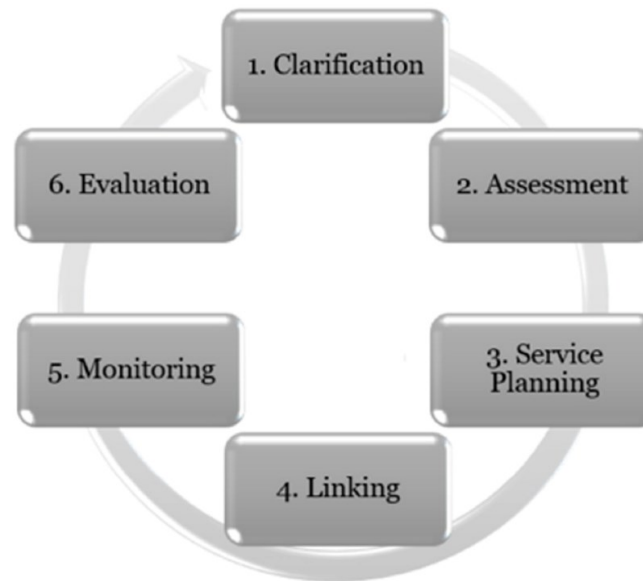 1. Clarification
2. Assessment
3. Service
Planning
4. Linking
5. Monitoring
6. Evaluation